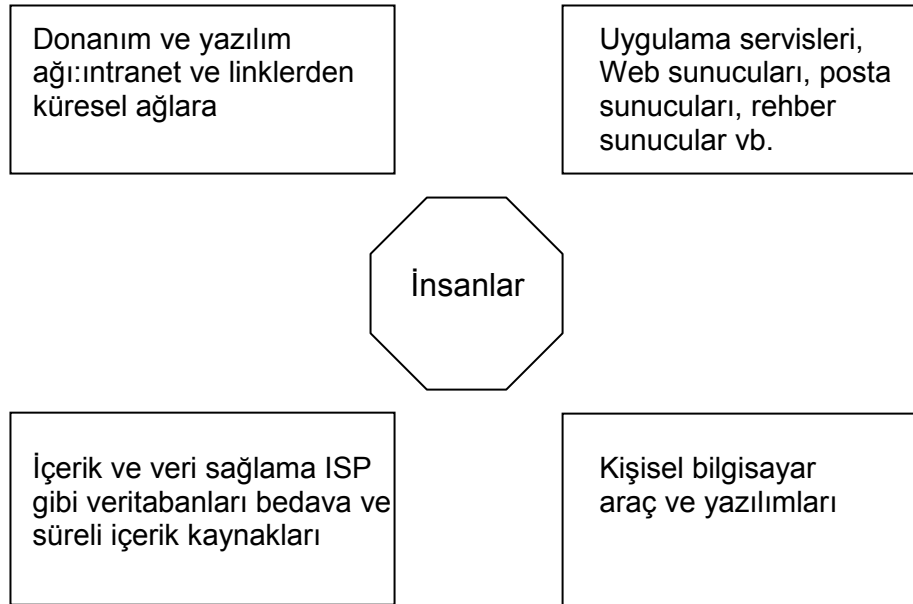 Donanım ve yazılım
ağı:ıntranet ve linklerden
küresel ağlara
Uygulama servisleri,
Web sunucuları, posta
sunucuları, rehber
sunucular vb.
İnsanlar
İçerik ve veri sağlama ISP
gibi veritabanları bedava ve
süreli içerik kaynakları
Kişisel bilgisayar
araç ve yazılımları